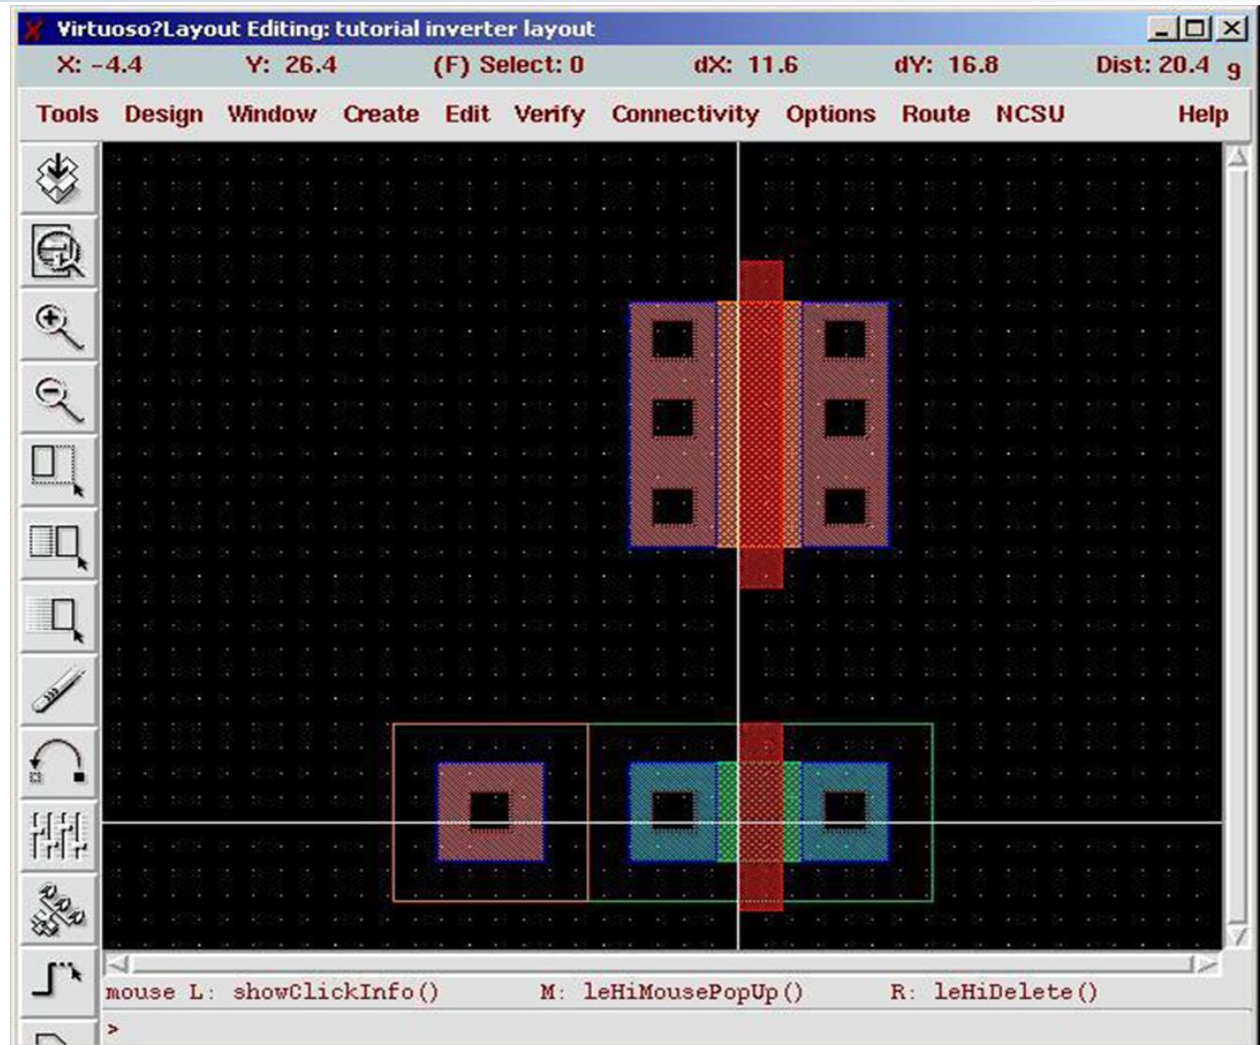 Virtuoso?Layout Editing: tutorial inverter layout
X: -4.4 Y: 26.4 (F) Select: 0 dX: 11.6 dY: 16.8 Dist: 20.4 9
Tools Design Window Create Edit Verify Connectivity Options Route NCSU Help
mouse L: showClickInfo() M: leHiMousePopUp() R: leHiDelete()
>